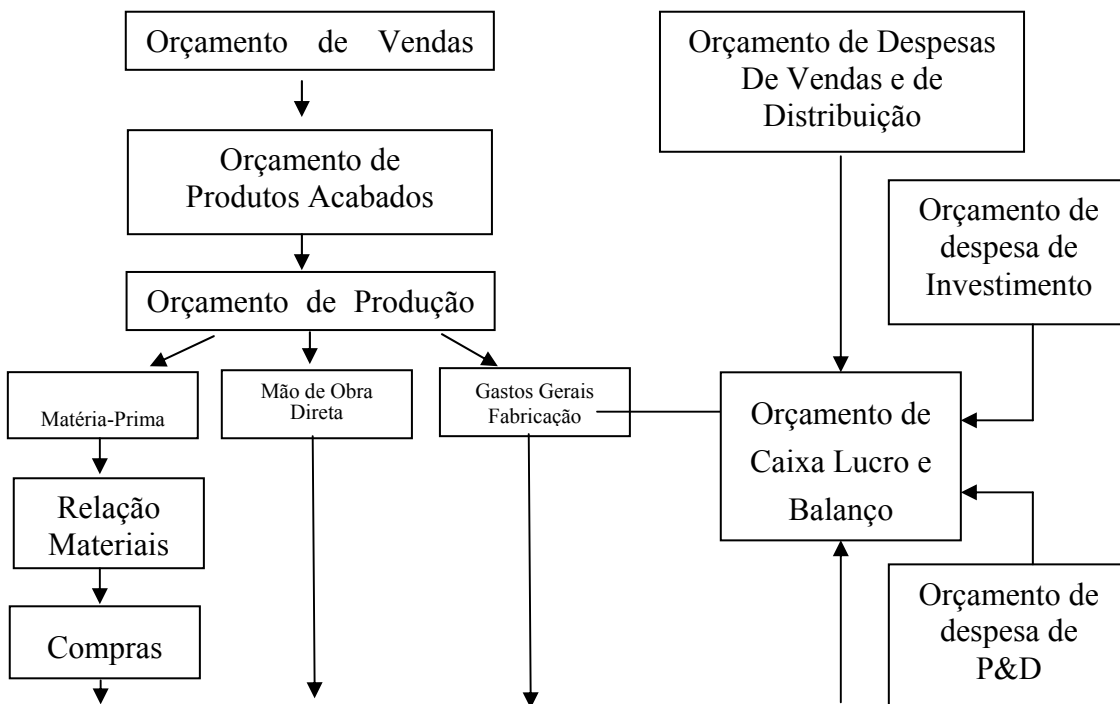 Orçamento de Vendas
Orçamento de Despesas
De Vendas e de
Distribuição
Orçamento de
Produtos Acabados
Orçamento de
despesa de
Investimento
Orçamento de Produção
Matéria-Prima
Mão de Obra
Direta
Gastos Gerais
Fabricação
Orçamento de
Caixa Lucro e
Balanço
Relação
Materiais
Compras
Orçamento de
despesa de
P&D